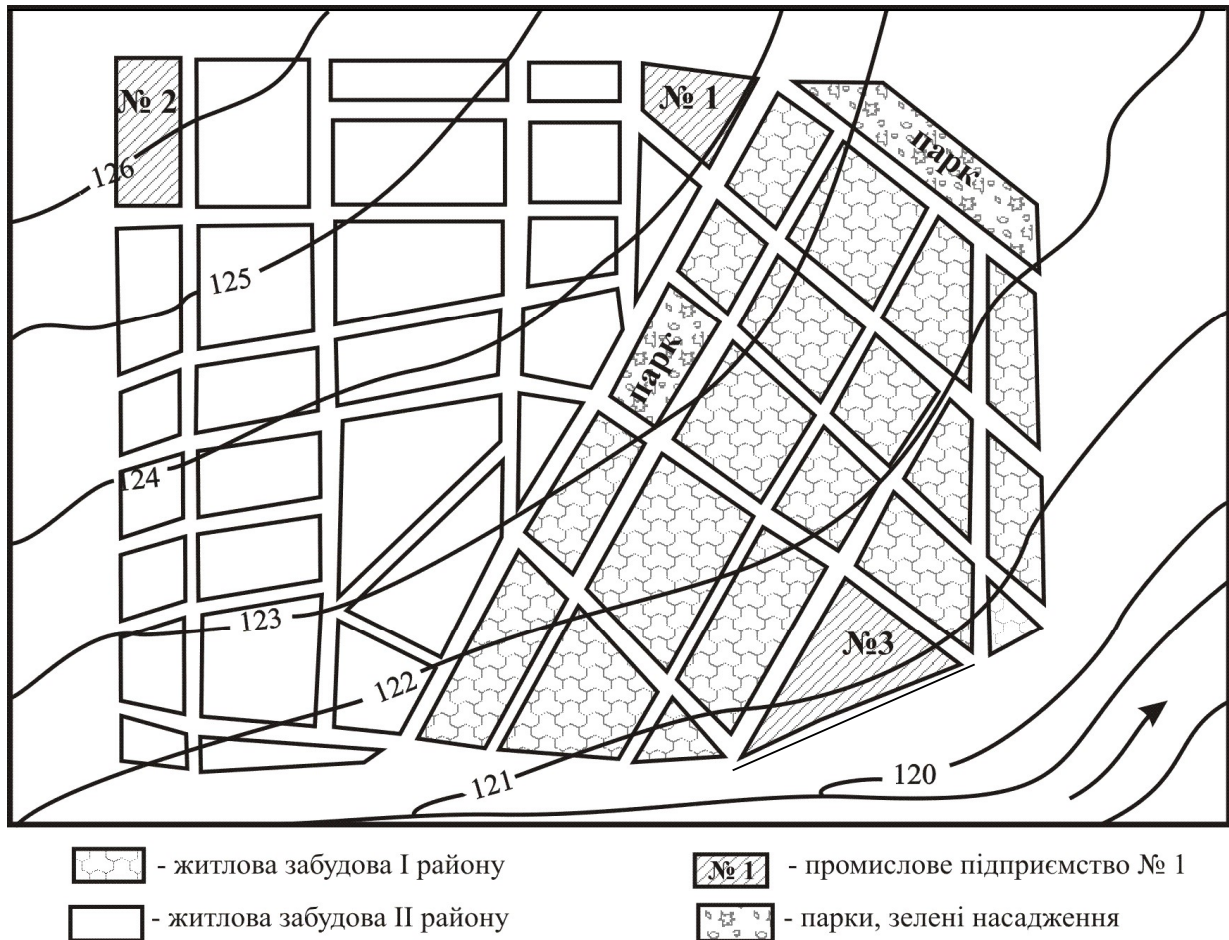 № 2
№ 1
парк
126
125
парк
124
№3
123
122
121
120
- житлова забудова І району
№ 1 - промислове підприємство № 1
- житлова забудова ІІ району
- парки, зелені насадження